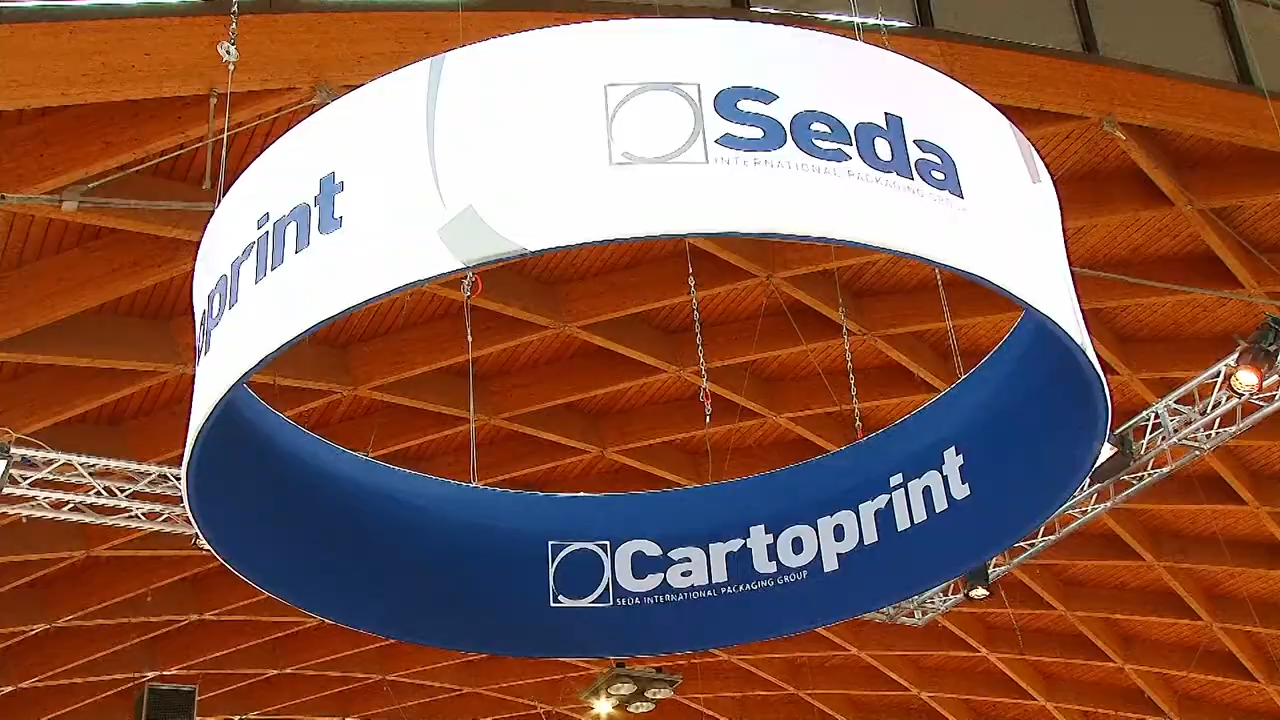 Seda
INTERNATIONAL PACKAGING GROUP
print
Cartoprint
SEDA INTERNATIONAL PACKAGING GROUP